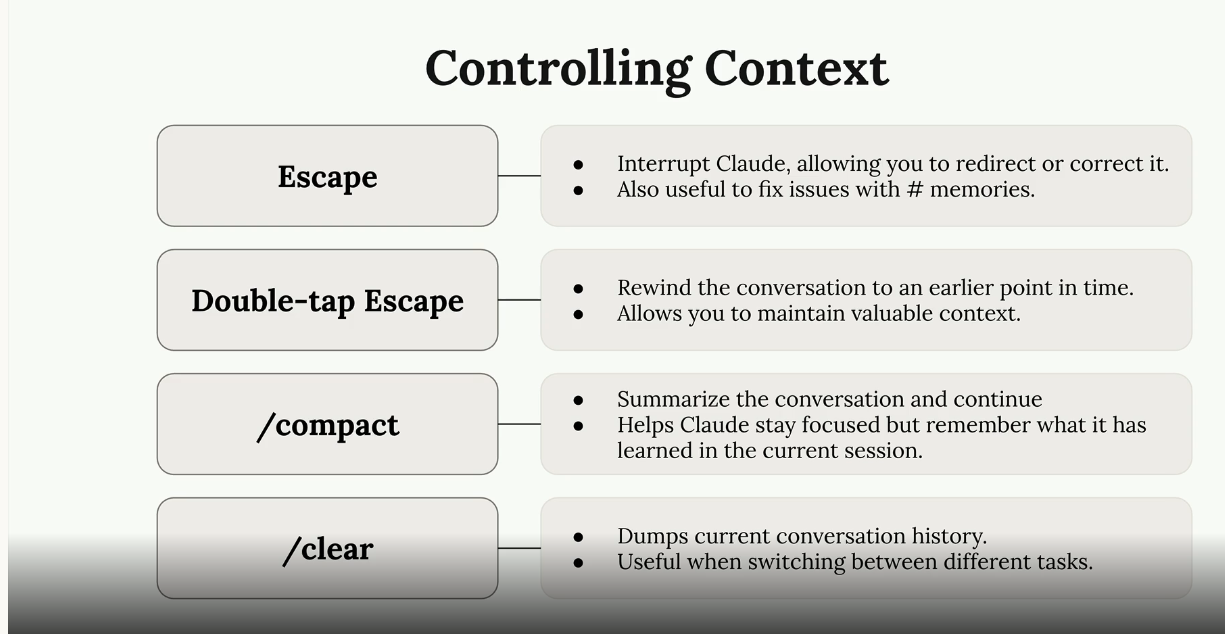 Controlling Context
Escape
● Interrupt Claude, allowing you to redirect or correct it.
● Also useful to fix issues with # memories.
Double-tap Escape
● Rewind the conversation to an earlier point in time.
● Allows you to maintain valuable context.
/compact
● Summarize the conversation and continue
● Helps Claude stay focused but remember what it has
learned in the current session.
/clear
● Dumps current conversation history.
● Useful when switching between different tasks.